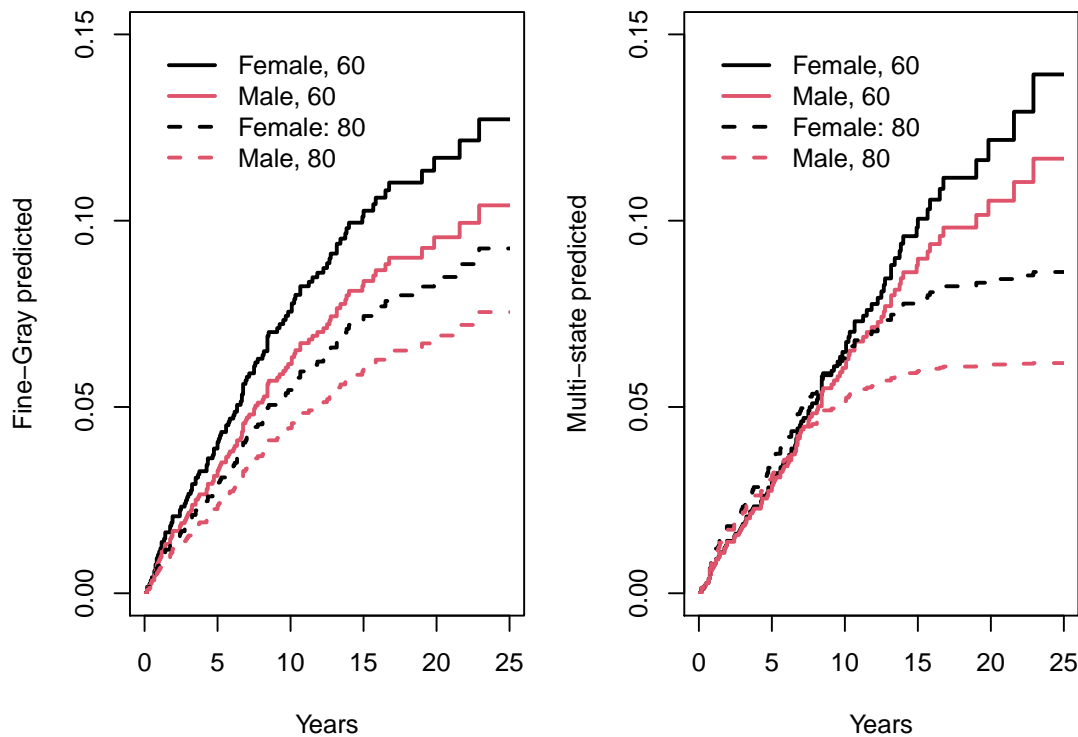 Fine−Gray predicted
0.15
0.10
0.05
0.00
Female, 60
Male, 60
Female: 80
Male, 80
0 5 10 15 20 25
Years
Multi−state predicted
0.15
0.10
0.05
0.00
Female, 60
Male, 60
Female: 80
Male, 80
0 5 10 15 20 25
Years